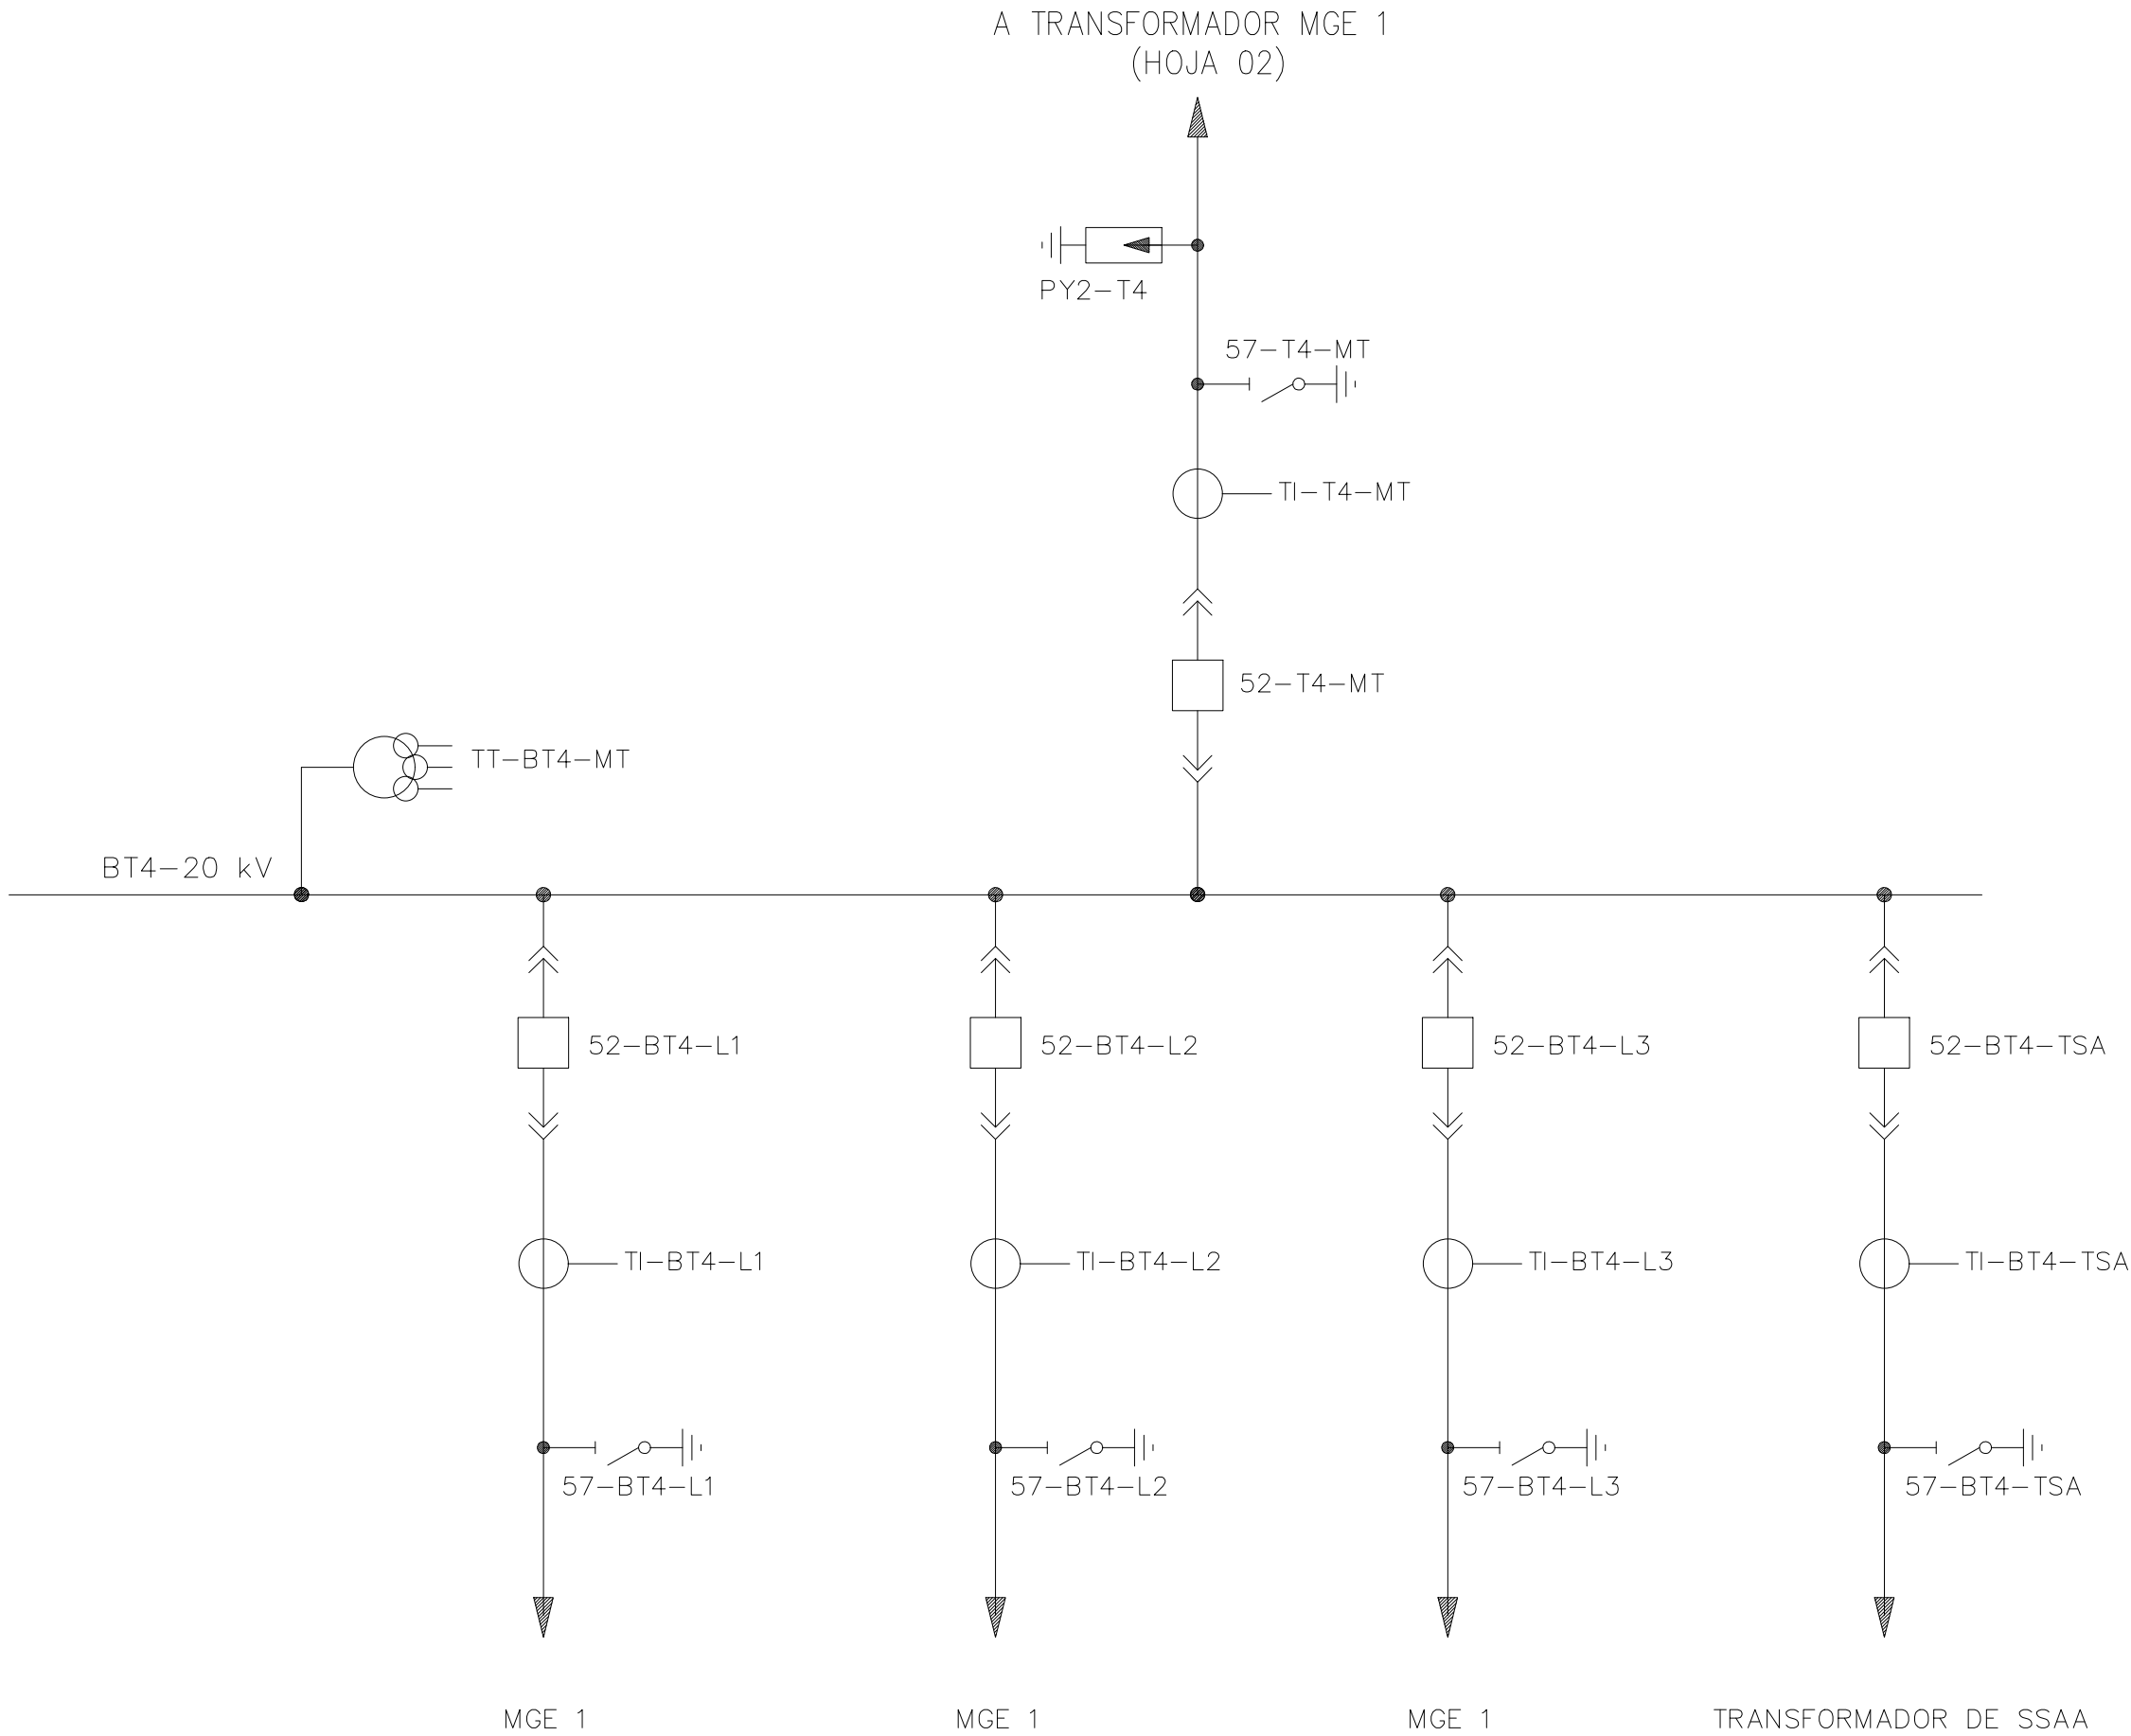 A TRANSFORMADOR MGE 1
(HOJA 02)
PY2-T4
57-T4-MT
TI-T4-MT
52-T4-MT
TT-BT4-MT
BT4-20 kV
52-BT4-L1
52-BT4-L2
52-BT4-L3
52-BT4-TSA
TI-BT4-L1
TI-BT4-L2
TI-BT4-L3
TI-BT4-TSA
57-BT4-L1
57-BT4-L2
57-BT4-L3
57-BT4-TSA
MGE 1
MGE 1
MGE 1
TRANSFORMADOR DE SSAA